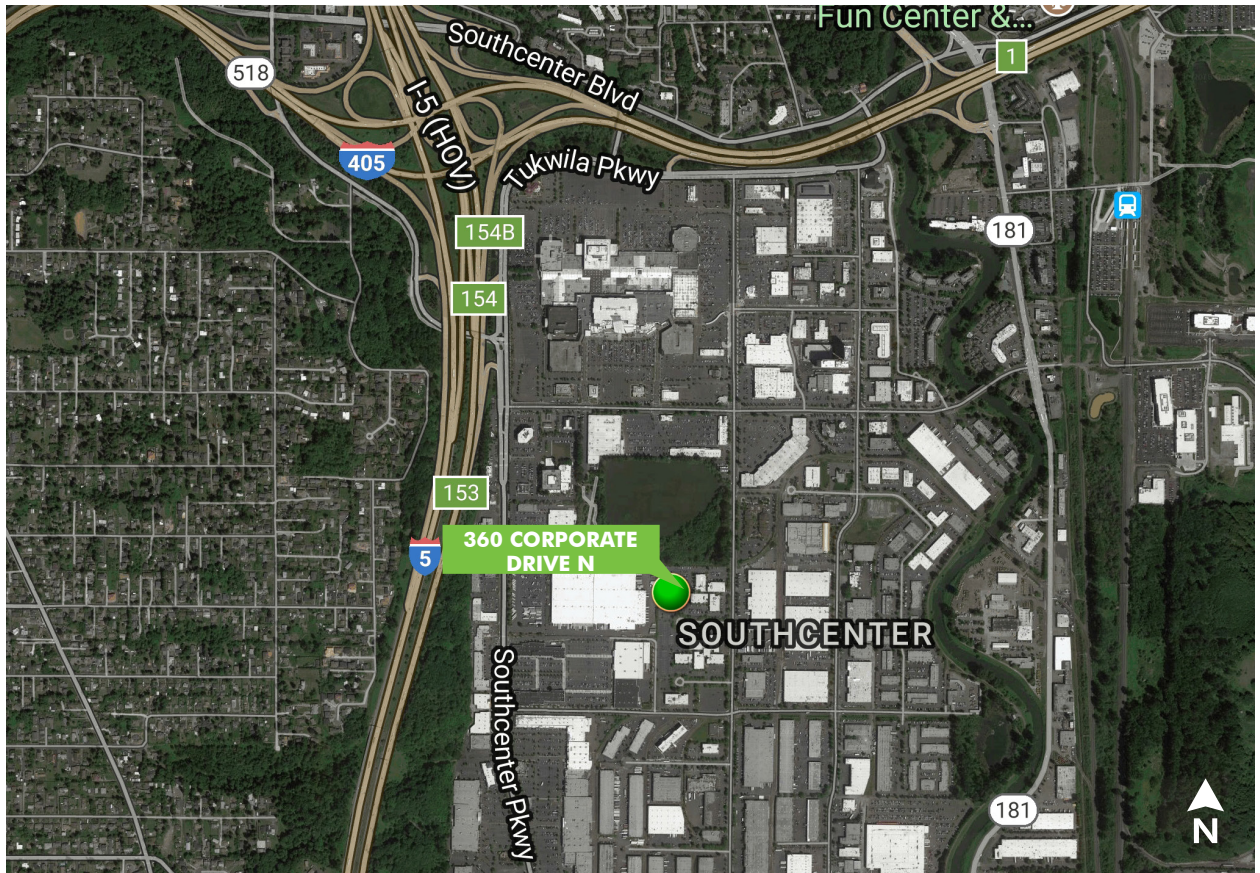 Fun Center &...
Southcenter Blvd
1
518
I-5 (HOV)
405
Tukwila Pkwy
154B
181
154
153
360 CORPORATE
DRIVE N
5
SOUTHCENTER
Southcenter Pkwy
181
N